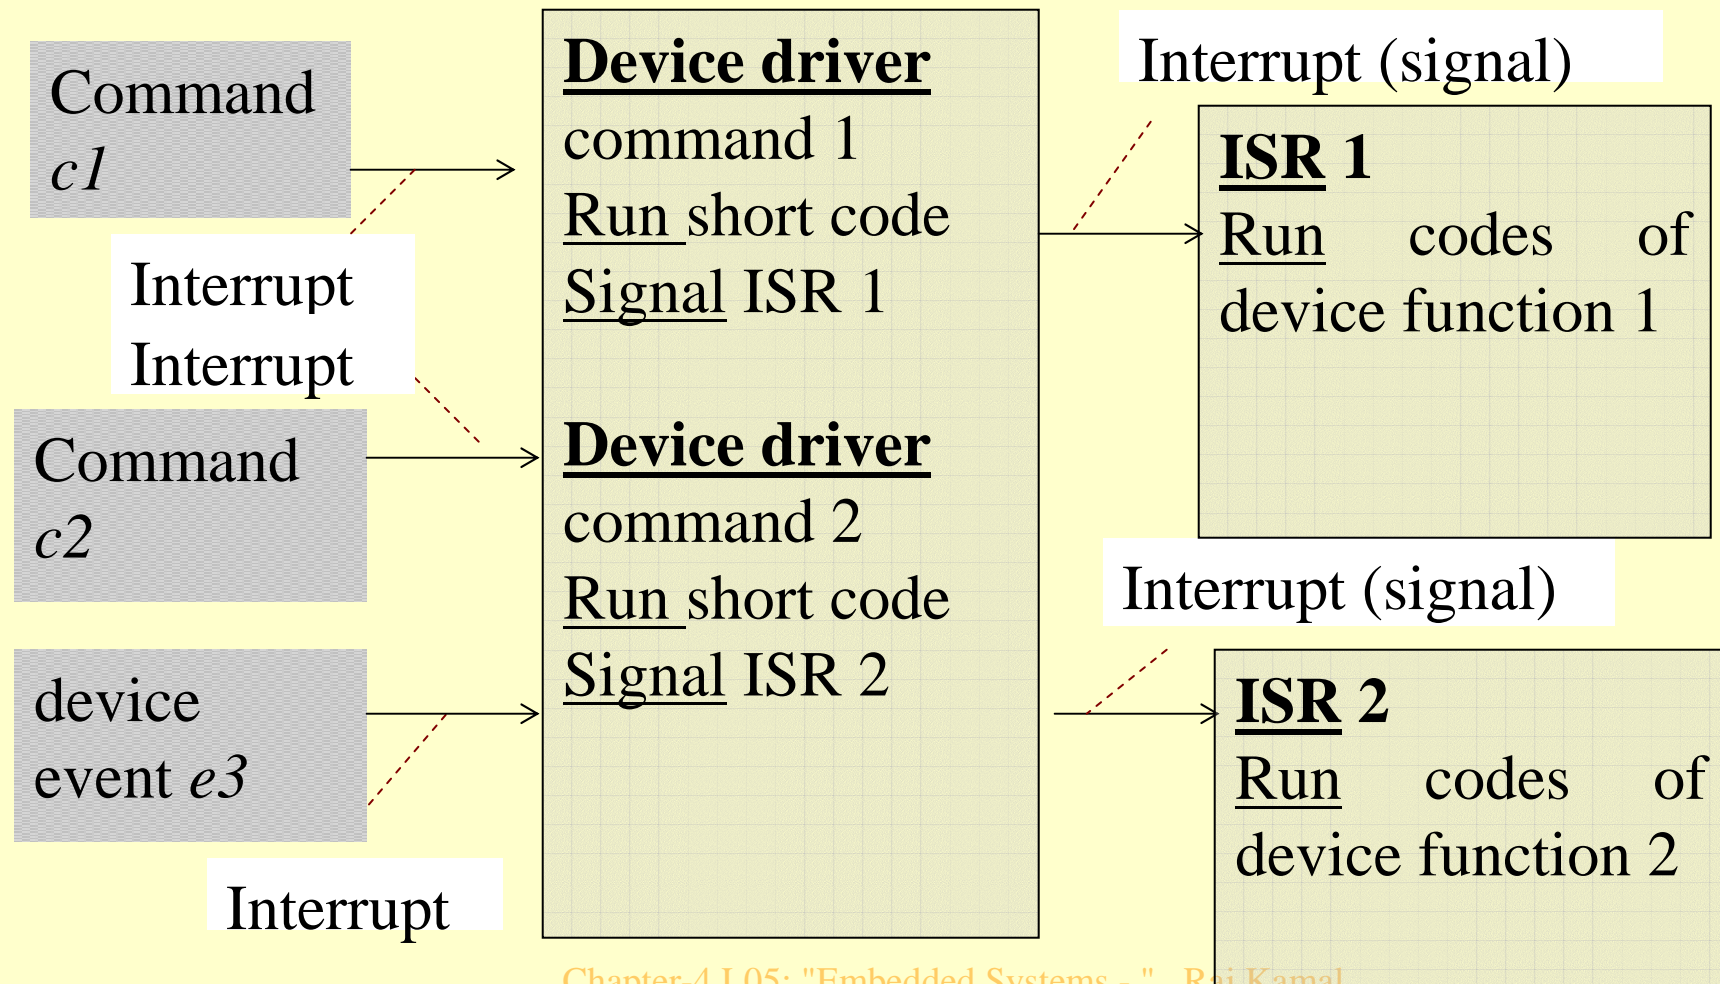 Command
c1
Interrupt
Interrupt
Command
c2
device
event e3
Interrupt
Device driver
command 1
Run short code
Signal ISR 1
Device driver
command 2
Run short code
Signal ISR 2
Interrupt (signal)
ISR 1
Run codes of
device function 1
Interrupt (signal)
ISR 2
Run codes of
device function 2
Chapter-4 L05: "Embedded Systems - " , Raj Kamal